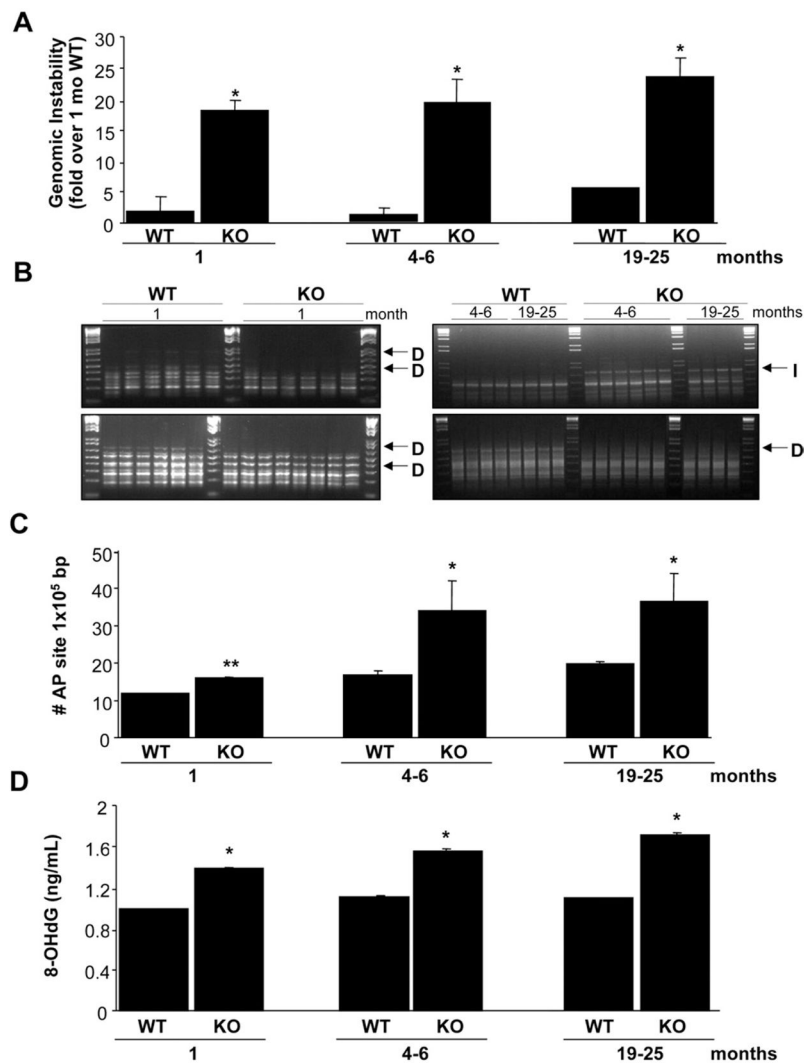 A
Genomic Instability
(fold over 1 mo WT)
30
25
20
15
10
5
0
*
*
*
WT KO WT KO WT KO
1 4-6 19-25 months
B
WT KO WT KO
1 1 month 4-6 19-25 4-6 19-25 months
D
D
I
D
D
D
C
# AP site 1x10⁵ bp
50
40
30
20
10
0
**
*
*
WT KO WT KO WT KO
1 4-6 19-25 months
D
8-OHdG (ng/mL)
2
1.6
1.2
0.8
0.4
0
*
*
*
WT KO WT KO WT KO
1 4-6 19-25 months